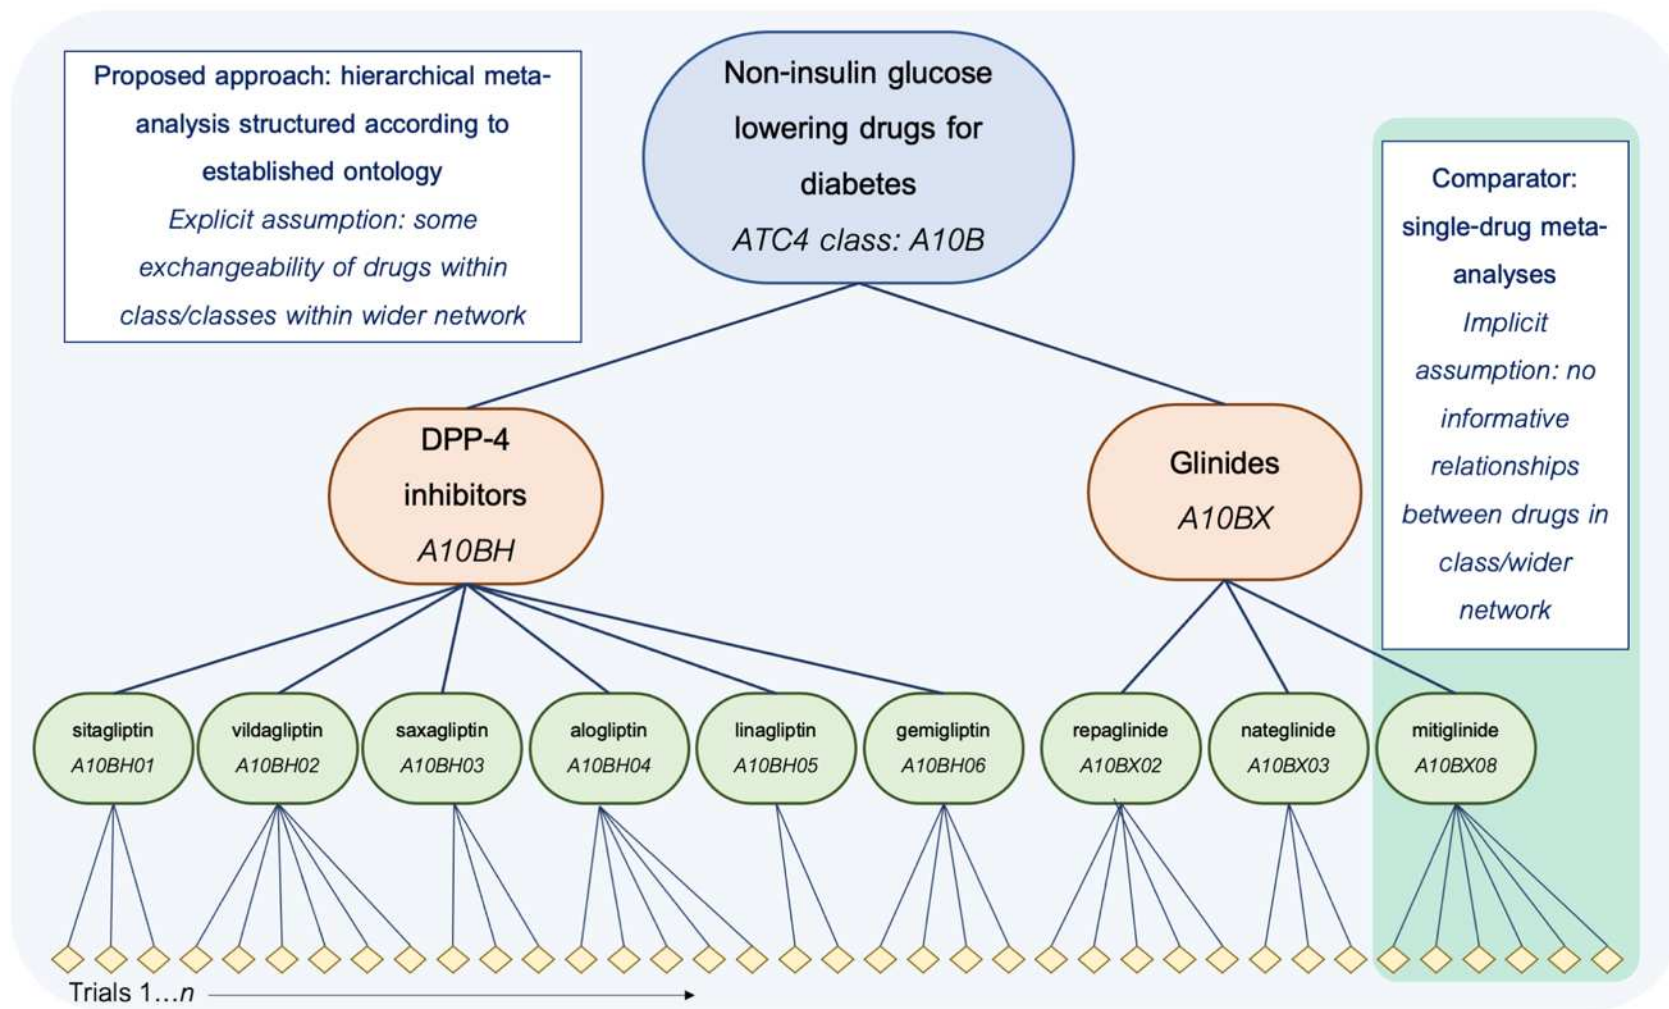 Proposed approach: hierarchical meta-
analysis structured according to
established ontology
Explicit assumption: some
exchangeability of drugs within
class/classes within wider network
Non-insulin glucose
lowering drugs for
diabetes
ATC4 class: A10B
Comparator:
single-drug meta-
analyses
Implicit
assumption: no
informative
relationships
between drugs in
class/wider
network
DPP-4
inhibitors
A10BH
Glinides
A10BX
sitagliptin
A10BH01
vildagliptin
A10BH02
saxagliptin
A10BH03
alogliptin
A10BH04
linagliptin
A10BH05
gemigliptin
A10BH06
repaglinide
A10BX02
nateglinide
A10BX03
mitiglinide
A10BX08
Trials 1…n